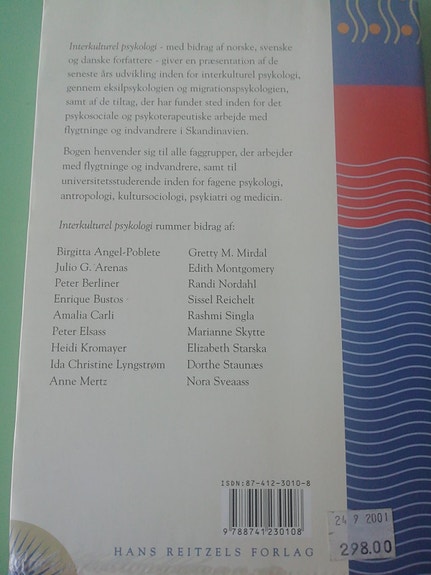 Interkulturel psykologi - med bidrag af norske, svenske
og danske forfattere - giver en præsentation af de
seneste års udvikling inden for interkulturel psykologi,
gennem eksilpsykologien og migrationspsykologien,
samt af de tiltag, der har fundet sted inden for det
psykosociale og psykoterapeutiske arbejde med
flygtninge og indvandrere i Skandinavien.
Bogen henvender sig til alle faggrupper, der arbejder
med flygtninge og indvandrere, samt til
universitetsstuderende inden for fagene psykologi,
antropologi, kultursociologi, psykiatri og medicin.
Interkulturel psykologi rummer bidrag af:
Birgitta Angel-Poblete
Julio G. Arenas
Peter Berliner
Enrique Bustos
Amalia Carli
Peter Elsass
Heidi Kromayer
Ida Christine Lyngstrøm
Anne Mertz
Gretty M. Mirdal
Edith Montgomery
Randi Nordahl
Sissel Reichelt
Rashmi Singla
Marianne Skytte
Elizabeth Starska
Dorthe Staunæs
Nora Sveaass
ISBN:87-412-3010-8
9788741230108
24 9 2001
298.00
HANS REITZELS FORLAG